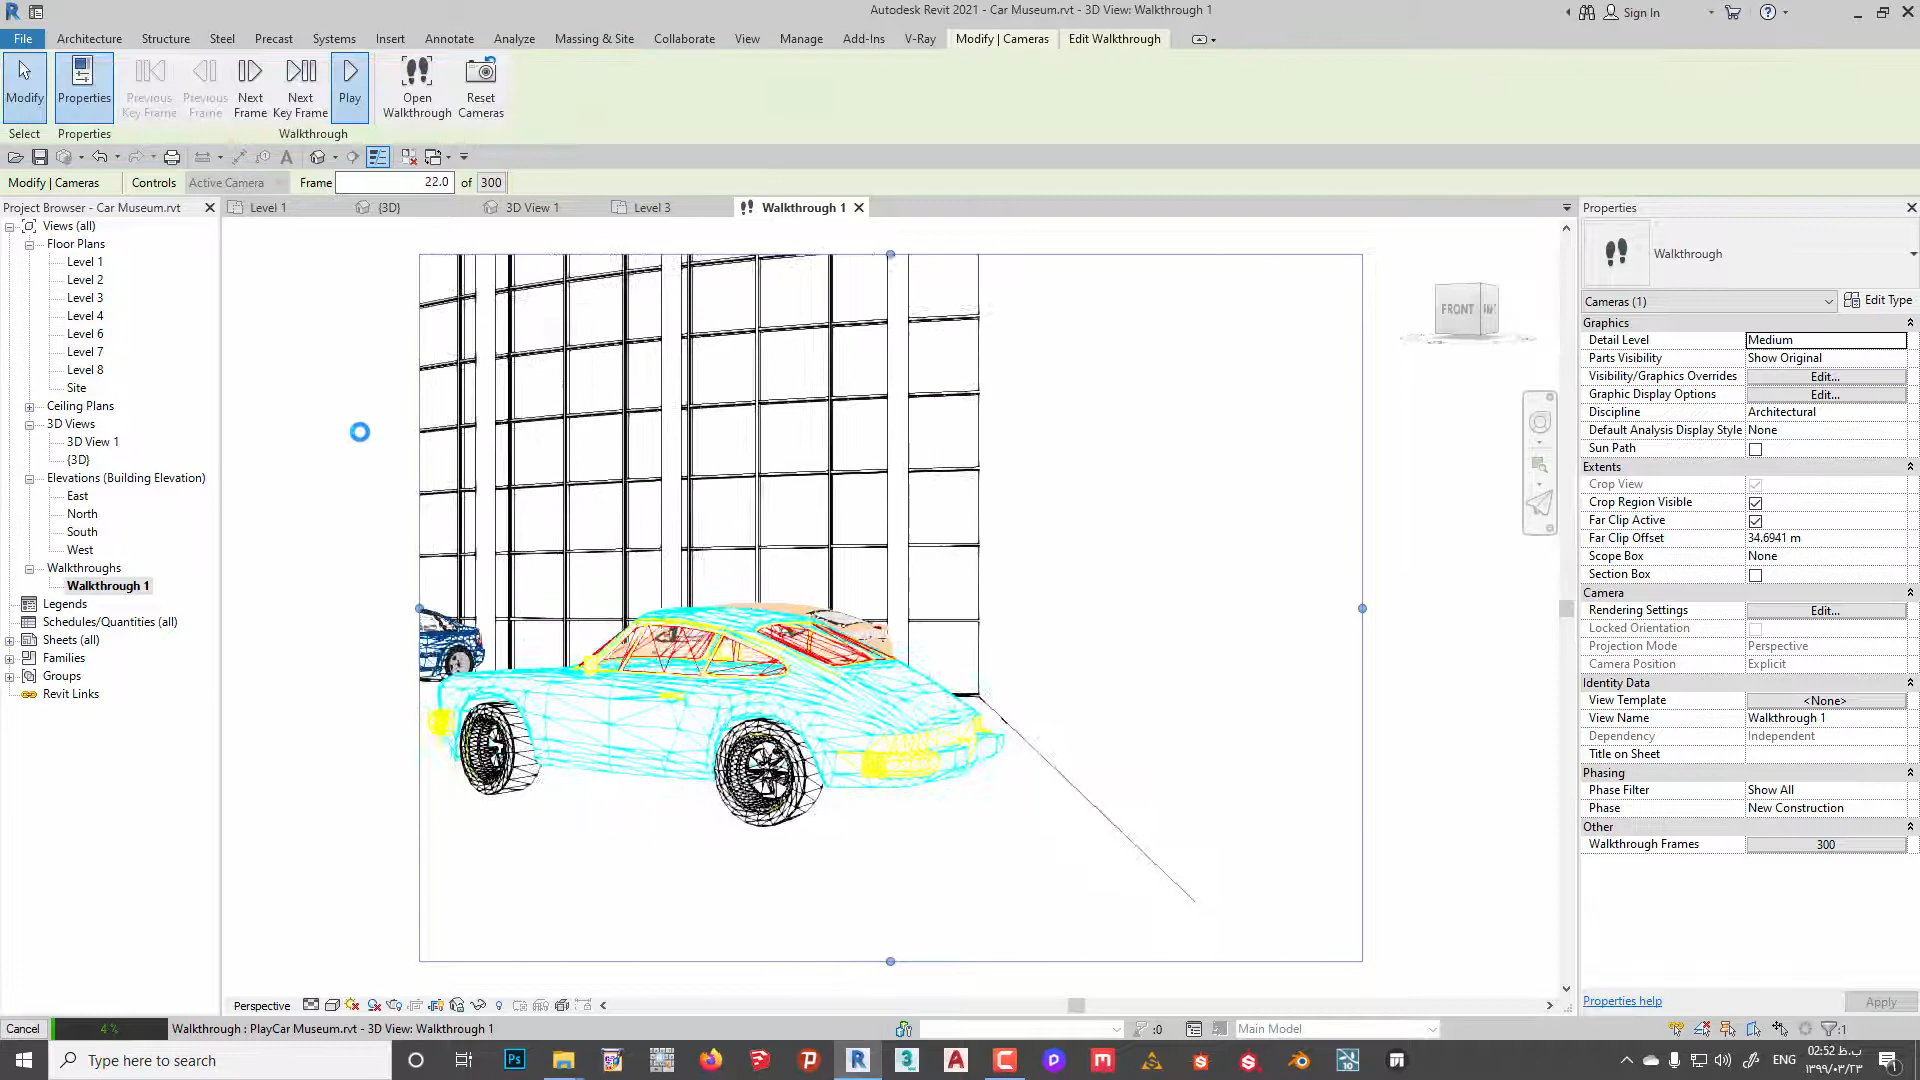 Autodesk Revit 2021 - Car Museum.rvt - 3D View: Walkthrough 1
Sign In
File Architecture Structure Steel Precast Systems Insert Annotate Analyze Massing & Site Collaborate View Manage Add-Ins V-Ray Modify | Cameras Edit Walkthrough
Modify Properties Previous Key Frame Previous Frame Next Frame Next Key Frame Play Open Walkthrough Reset Cameras
Select Properties Walkthrough
Modify | Cameras Controls Active Camera Frame 22.0 of 300
Project Browser - Car Museum.rvt
Level 1 {3D} 3D View 1 Level 3 Walkthrough 1
Views (all)
Floor Plans
Level 1
Level 2
Level 3
Level 4
Level 6
Level 7
Level 8
Site
Ceiling Plans
3D Views
3D View 1
{3D}
Elevations (Building Elevation)
East
North
South
West
Walkthroughs
Walkthrough 1
Legends
Schedules/Quantities (all)
Sheets (all)
Families
Groups
Revit Links
FRONT
Properties
Walkthrough
Cameras (1) Edit Type
Graphics
Detail Level Medium
Parts Visibility Show Original
Visibility/Graphics Overrides Edit...
Graphic Display Options Edit...
Discipline Architectural
Default Analysis Display Style None
Sun Path
Extents
Crop View
Crop Region Visible
Far Clip Active
Far Clip Offset 34.6941 m
Scope Box None
Section Box
Camera
Rendering Settings Edit...
Locked Orientation
Projection Mode Perspective
Camera Position Explicit
Identity Data
View Template <None>
View Name Walkthrough 1
Dependency Independent
Title on Sheet
Phasing
Phase Filter Show All
Phase New Construction
Other
Walkthrough Frames 300
Properties help Apply
Perspective
Cancel 4 % Walkthrough : PlayCar Museum.rvt - 3D View: Walkthrough 1 :0 Main Model :1
Type here to search
ENG
02:52 ب.ظ
۱۳۹۹/۰۳/۲۳